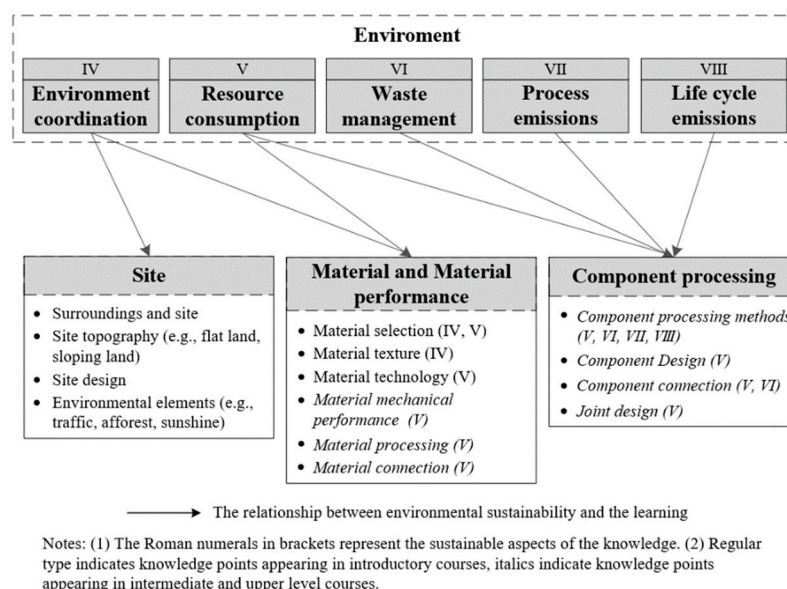 Enviroment
IV
Environment
coordination
V
Resource
consumption
VI
Waste
management
VII
Process
emissions
VIII
Life cycle
emissions
Site
• Surroundings and site
• Site topography (e.g., flat land,
sloping land)
• Site design
• Environmental elements (e.g.,
traffic, afforest, sunshine)
Material and Material
performance
• Material selection (IV, V)
• Material texture (IV)
• Material technology (V)
• Material mechanical
performance (V)
• Material processing (V)
• Material connection (V)
Component processing
• Component processing methods
(V, VI, VII, VIII)
• Component Design (V)
• Component connection (V, VI)
• Joint design (V)
The relationship between environmental sustainability and the learning
Notes: (1) The Roman numerals in brackets represent the sustainable aspects of the knowledge. (2) Regular
type indicates knowledge points appearing in introductory courses, italics indicate knowledge points
appearing in intermediate and upper level courses.